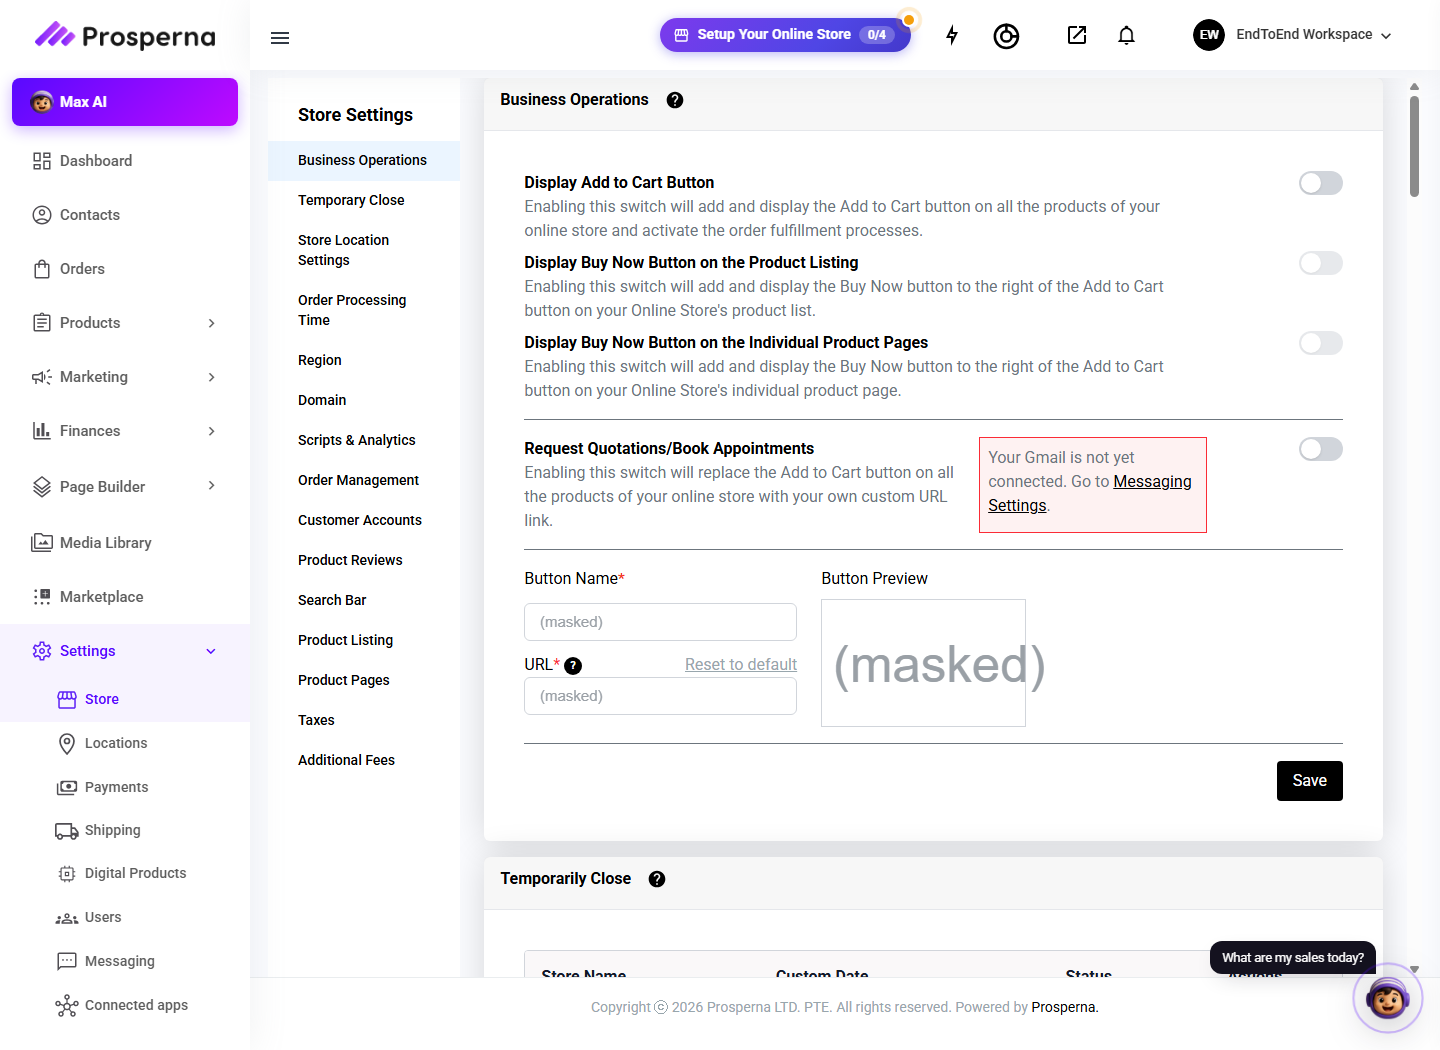 Prosperna
Setup Your Online Store 0/4
EW EndToEnd Workspace
Max AI
Dashboard
Contacts
Orders
Products
Marketing
Finances
Page Builder
Media Library
Marketplace
Settings
Store
Locations
Payments
Shipping
Digital Products
Users
Messaging
Connected apps
Store Settings
Business Operations
Temporary Close
Store Location
Settings
Order Processing
Time
Region
Domain
Scripts & Analytics
Order Management
Customer Accounts
Product Reviews
Search Bar
Product Listing
Product Pages
Taxes
Additional Fees
Business Operations ?
Display Add to Cart Button
Enabling this switch will add and display the Add to Cart button on all the products of your
online store and activate the order fulfillment processes.
Display Buy Now Button on the Product Listing
Enabling this switch will add and display the Buy Now button to the right of the Add to Cart
button on your Online Store's product list.
Display Buy Now Button on the Individual Product Pages
Enabling this switch will add and display the Buy Now button to the right of the Add to Cart
button on your Online Store's individual product page.
Request Quotations/Book Appointments
Enabling this switch will replace the Add to Cart button on all
the products of your online store with your own custom URL
link.
Your Gmail is not yet
connected. Go to Messaging
Settings.
Button Name*
(masked)
URL* ? Reset to default
(masked)
Button Preview
(masked)
Save
Temporarily Close ?
Store Name Custom Date Status Actions
What are my sales today?
Copyright © 2026 Prosperna LTD. PTE. All rights reserved. Powered by Prosperna.